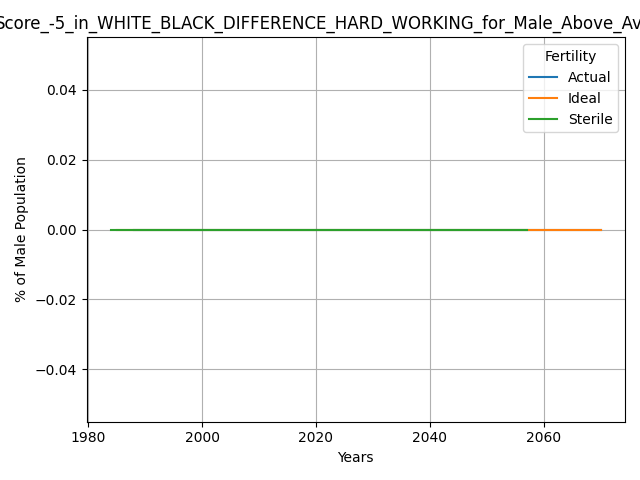 Score_-5_in_WHITE_BLACK_DIFFERENCE_HARD_WORKING_for_Male_Above_Av
Fertility
Actual
Ideal
Sterile
0.04
0.02
0.00
−0.02
−0.04
% of Male Population
1980 2000 2020 2040 2060
Years